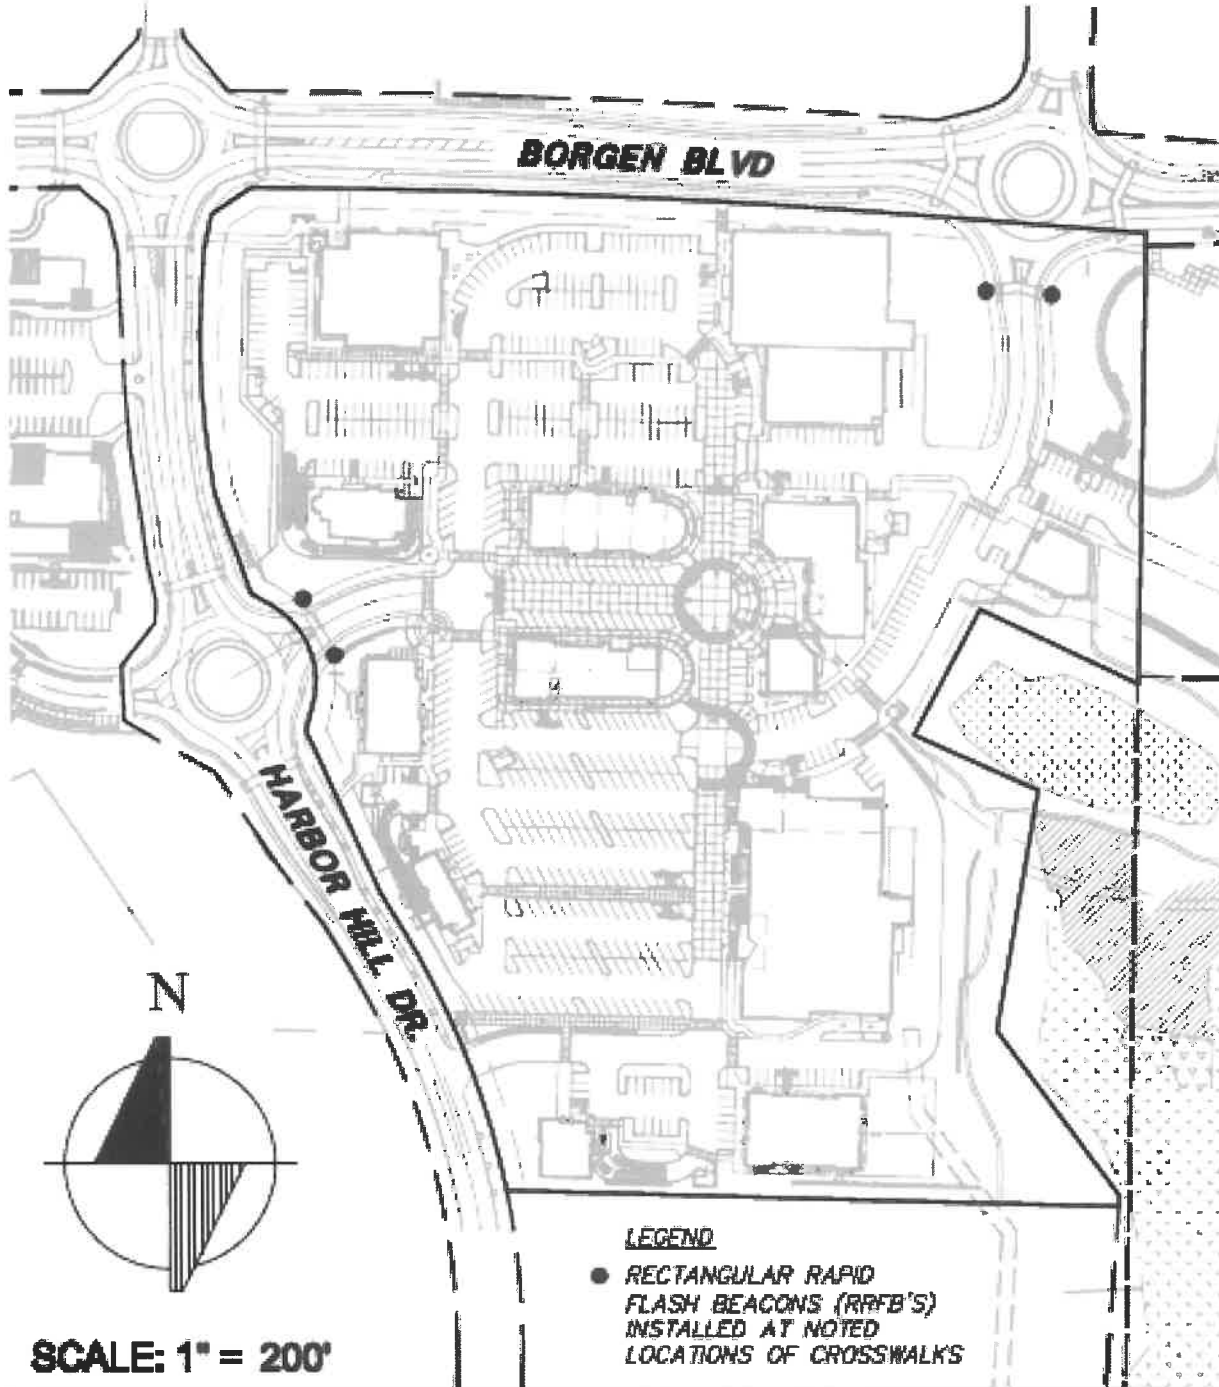 BORGEN BLVD
HARBOR HILL DR.
N
SCALE: 1" = 200'
LEGEND
RECTANGULAR RAPID
FLASH BEACONS (RRFB'S)
INSTALLED AT NOTED
LOCATIONS OF CROSSWALKS